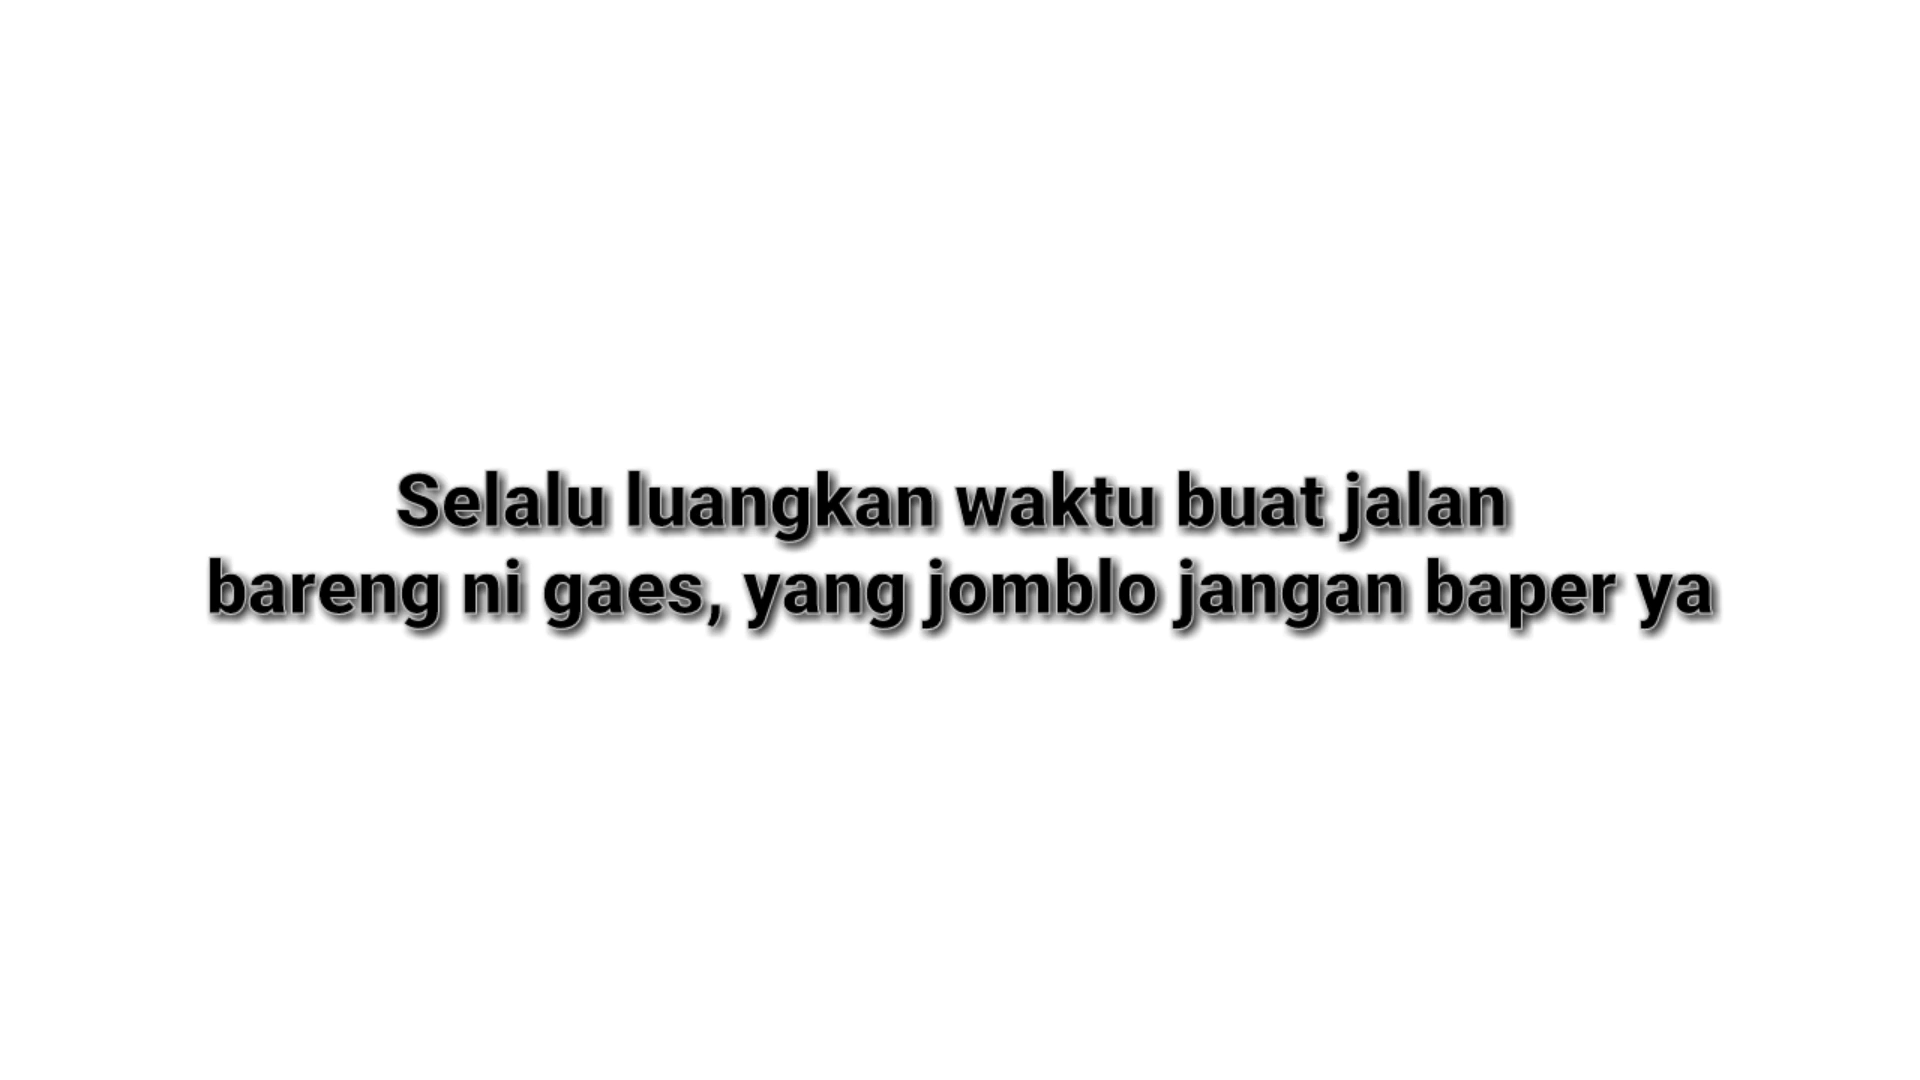 Selalu luangkan waktu buat jalan
bareng ni gaes, yang jomblo jangan baper ya